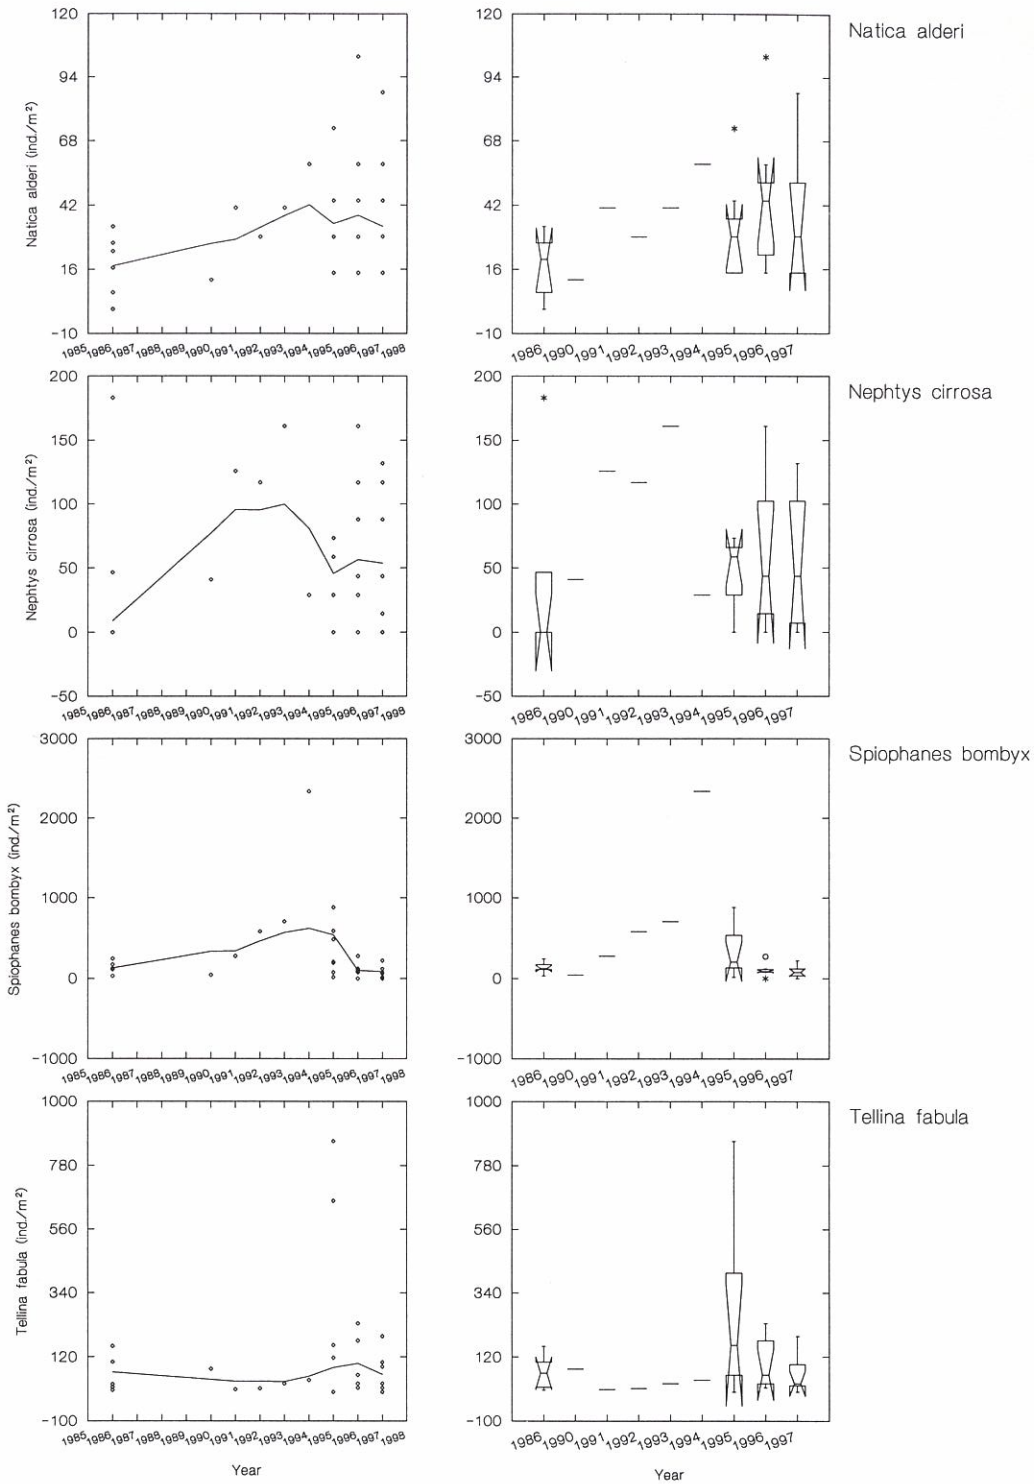 120
94
68
42
16
-10
Natica alderi (ind./m²)
1985 1986 1987 1988 1989 1990 1991 1992 1993 1994 1995 1996 1997 1998
120
94
68
42
16
-10
1986 1990 1991 1992 1993 1994 1995 1996 1997
Natica alderi
200
150
100
50
0
-50
Nephtys cirrosa (ind./m²)
1985 1986 1987 1988 1989 1990 1991 1992 1993 1994 1995 1996 1997 1998
200
150
100
50
0
-50
1986 1990 1991 1992 1993 1994 1995 1996 1997
Nephtys cirrosa
3000
2000
1000
0
-1000
Spiophanes bombyx (ind./m²)
1985 1986 1987 1988 1989 1990 1991 1992 1993 1994 1995 1996 1997 1998
3000
2000
1000
0
-1000
1986 1990 1991 1992 1993 1994 1995 1996 1997
Spiophanes bombyx
1000
780
560
340
120
-100
Tellina fabula (ind./m²)
1985 1986 1987 1988 1989 1990 1991 1992 1993 1994 1995 1996 1997 1998
Year
1000
780
560
340
120
-100
1986 1990 1991 1992 1993 1994 1995 1996 1997
Year
Tellina fabula